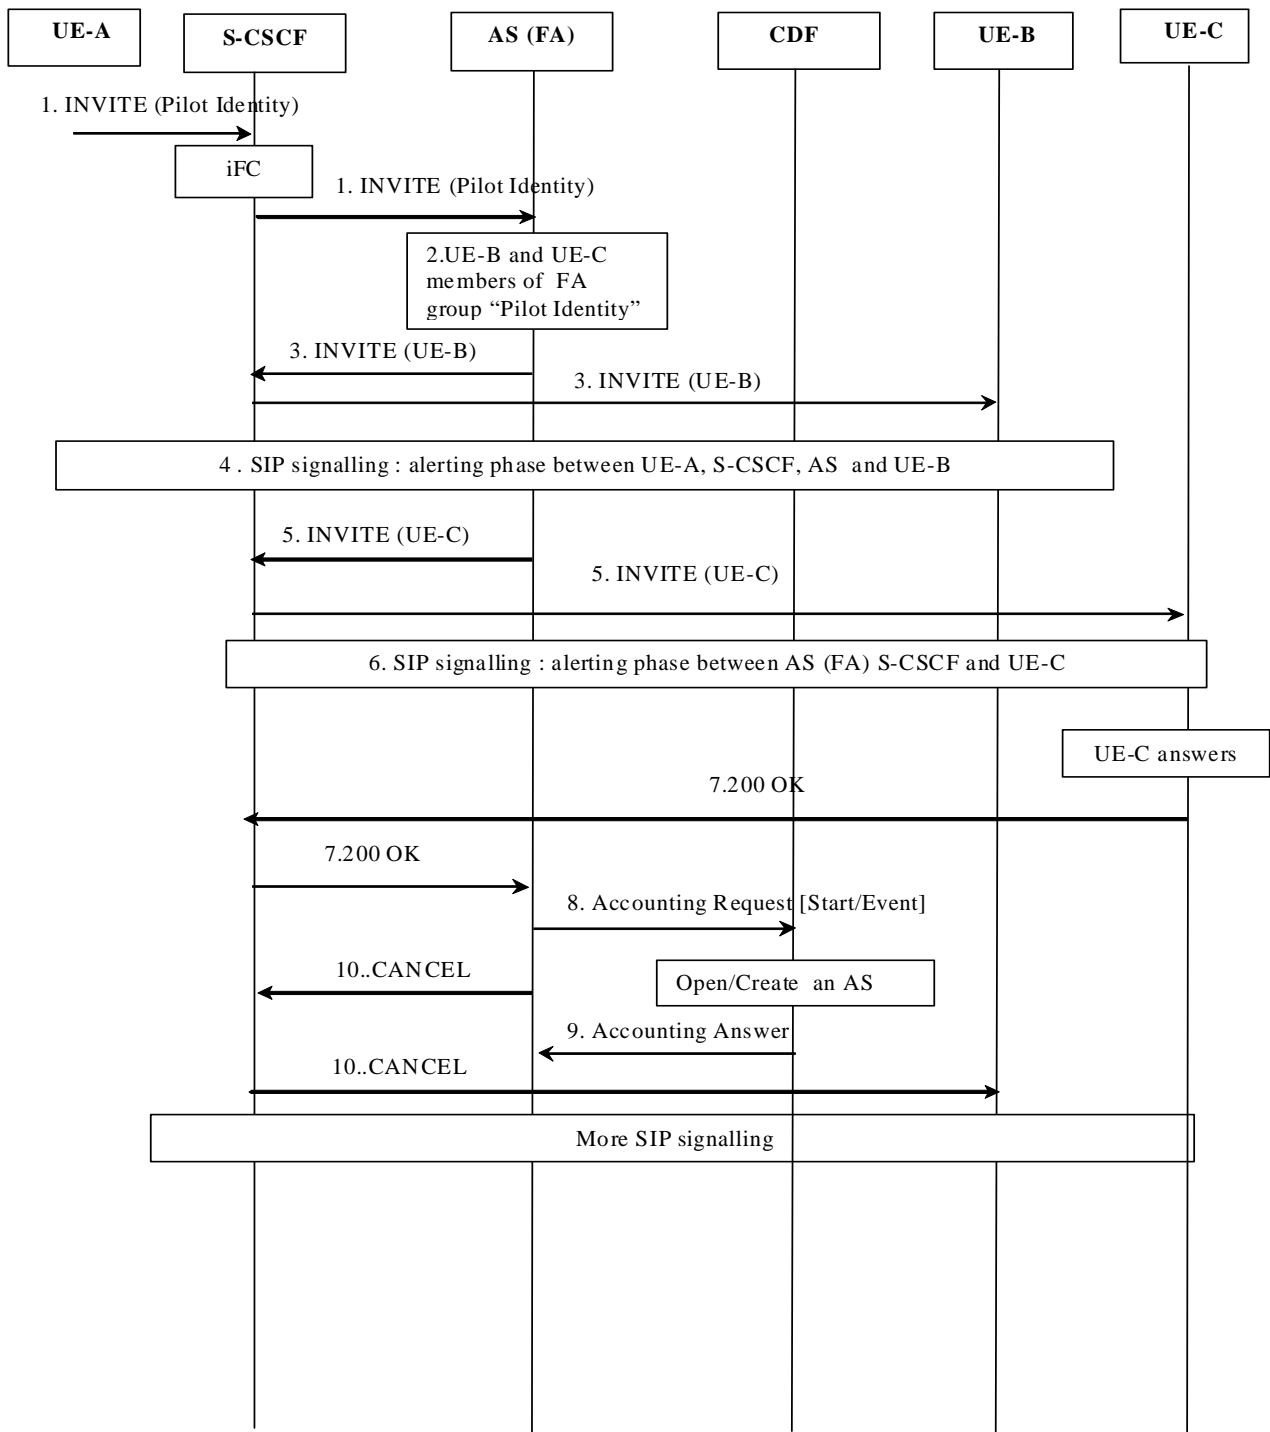 UE-A
S-CSCF
AS (FA)
CDF
UE-B
UE-C
1. INVITE (Pilot Identity)
iFC
1. INVITE (Pilot Identity)
2.UE-B and UE-C
members of FA
group “Pilot Identity”
3. INVITE (UE-B)
3. INVITE (UE-B)
4 . SIP signalling : alerting phase between UE-A, S-CSCF, AS and UE-B
5. INVITE (UE-C)
5. INVITE (UE-C)
6. SIP signalling : alerting phase between AS (FA) S-CSCF and UE-C
UE-C answers
7.200 OK
7.200 OK
8. Accounting Request [Start/Event]
10..CANCEL
Open/Create an AS
9. Accounting Answer
10..CANCEL
More SIP signalling